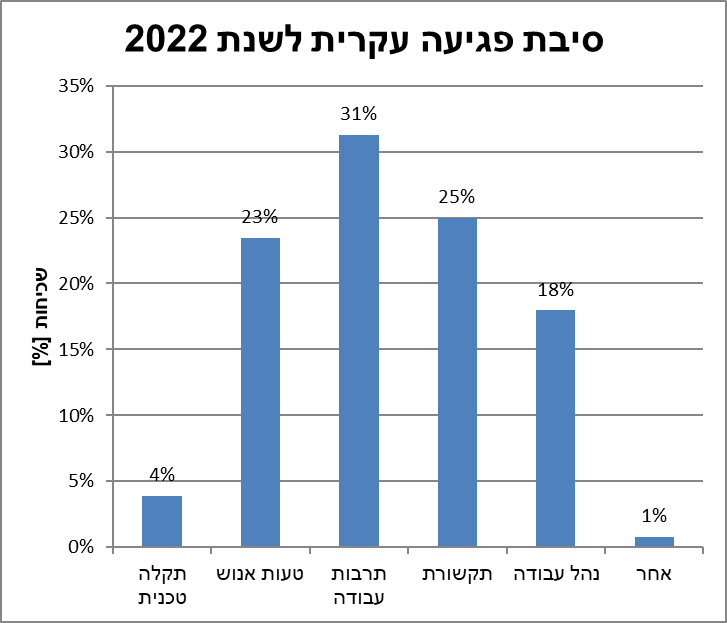 סיבת פגיעה עקרית לשנת 2022
שכיחות [%]
35%
30%
25%
20%
15%
10%
5%
0%
4%
23%
31%
25%
18%
1%
תקלה
טכנית
טעות אנוש
תרבות
עבודה
תקשורת
נהל עבודה
אחר